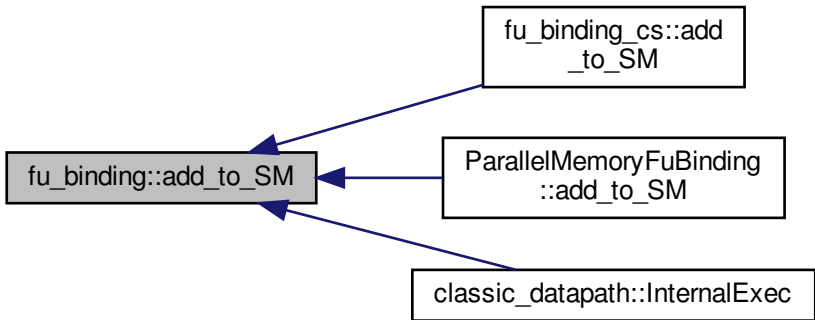 fu_binding_cs::add
_to_SM
fu_binding::add_to_SM
ParallelMemoryFuBinding
::add_to_SM
classic_datapath::InternalExec